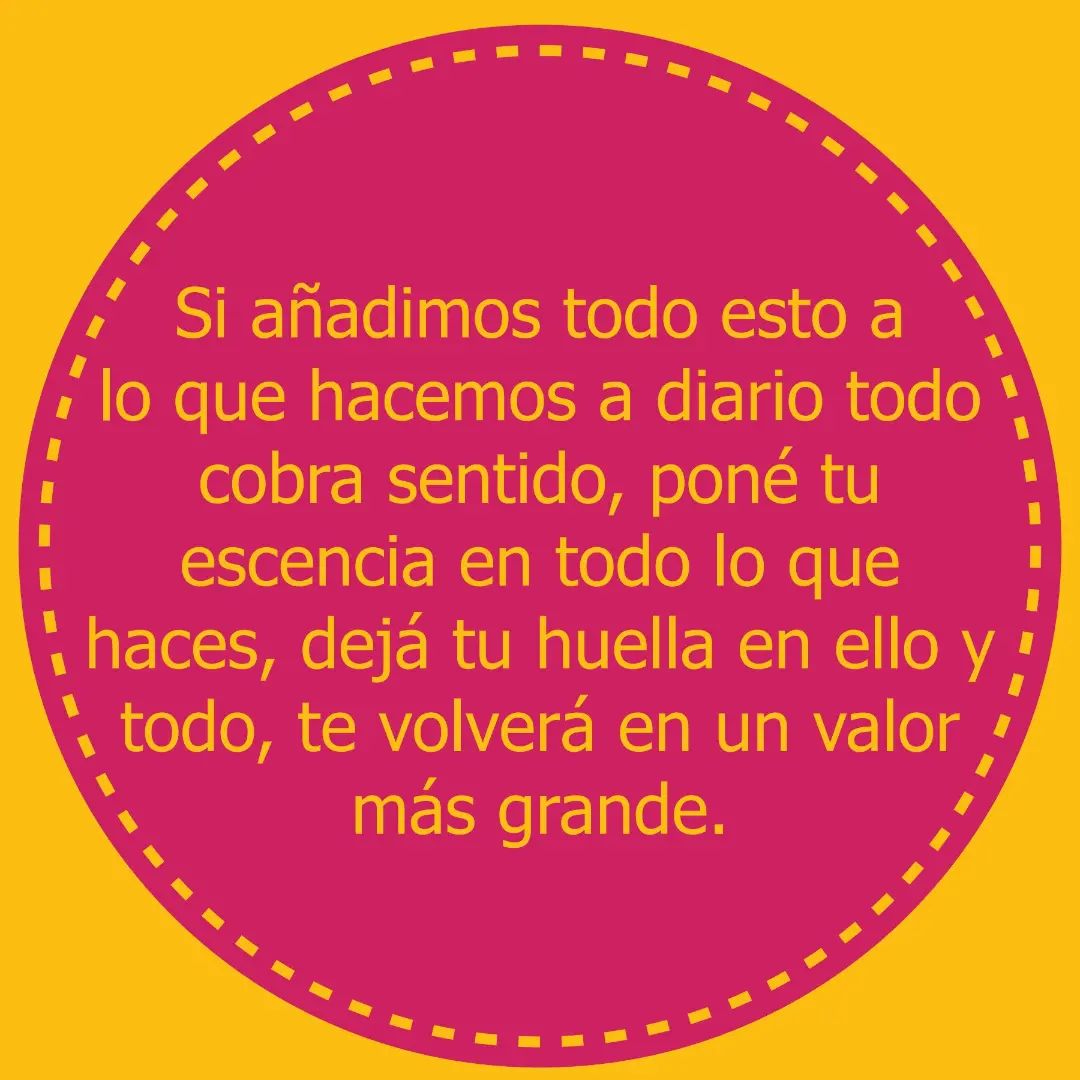 Si añadimos todo esto a
lo que hacemos a diario todo
cobra sentido, poné tu
escencia en todo lo que
haces, dejá tu huella en ello y
todo, te volverá en un valor
más grande.